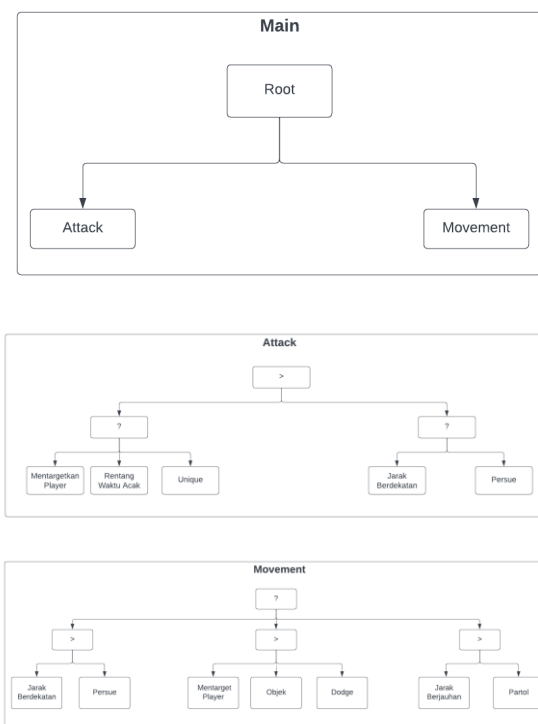 Main
Root
Attack
Movement
Attack
>
?
?
Mentargetkan
Player
Rentang
Waktu Acak
Unique
Jarak
Berdekatan
Persue
Movement
?
>
>
>
Jarak
Berdekatan
Persue
Mentarget
Player
Objek
Dodge
Jarak
Berjauhan
Partol